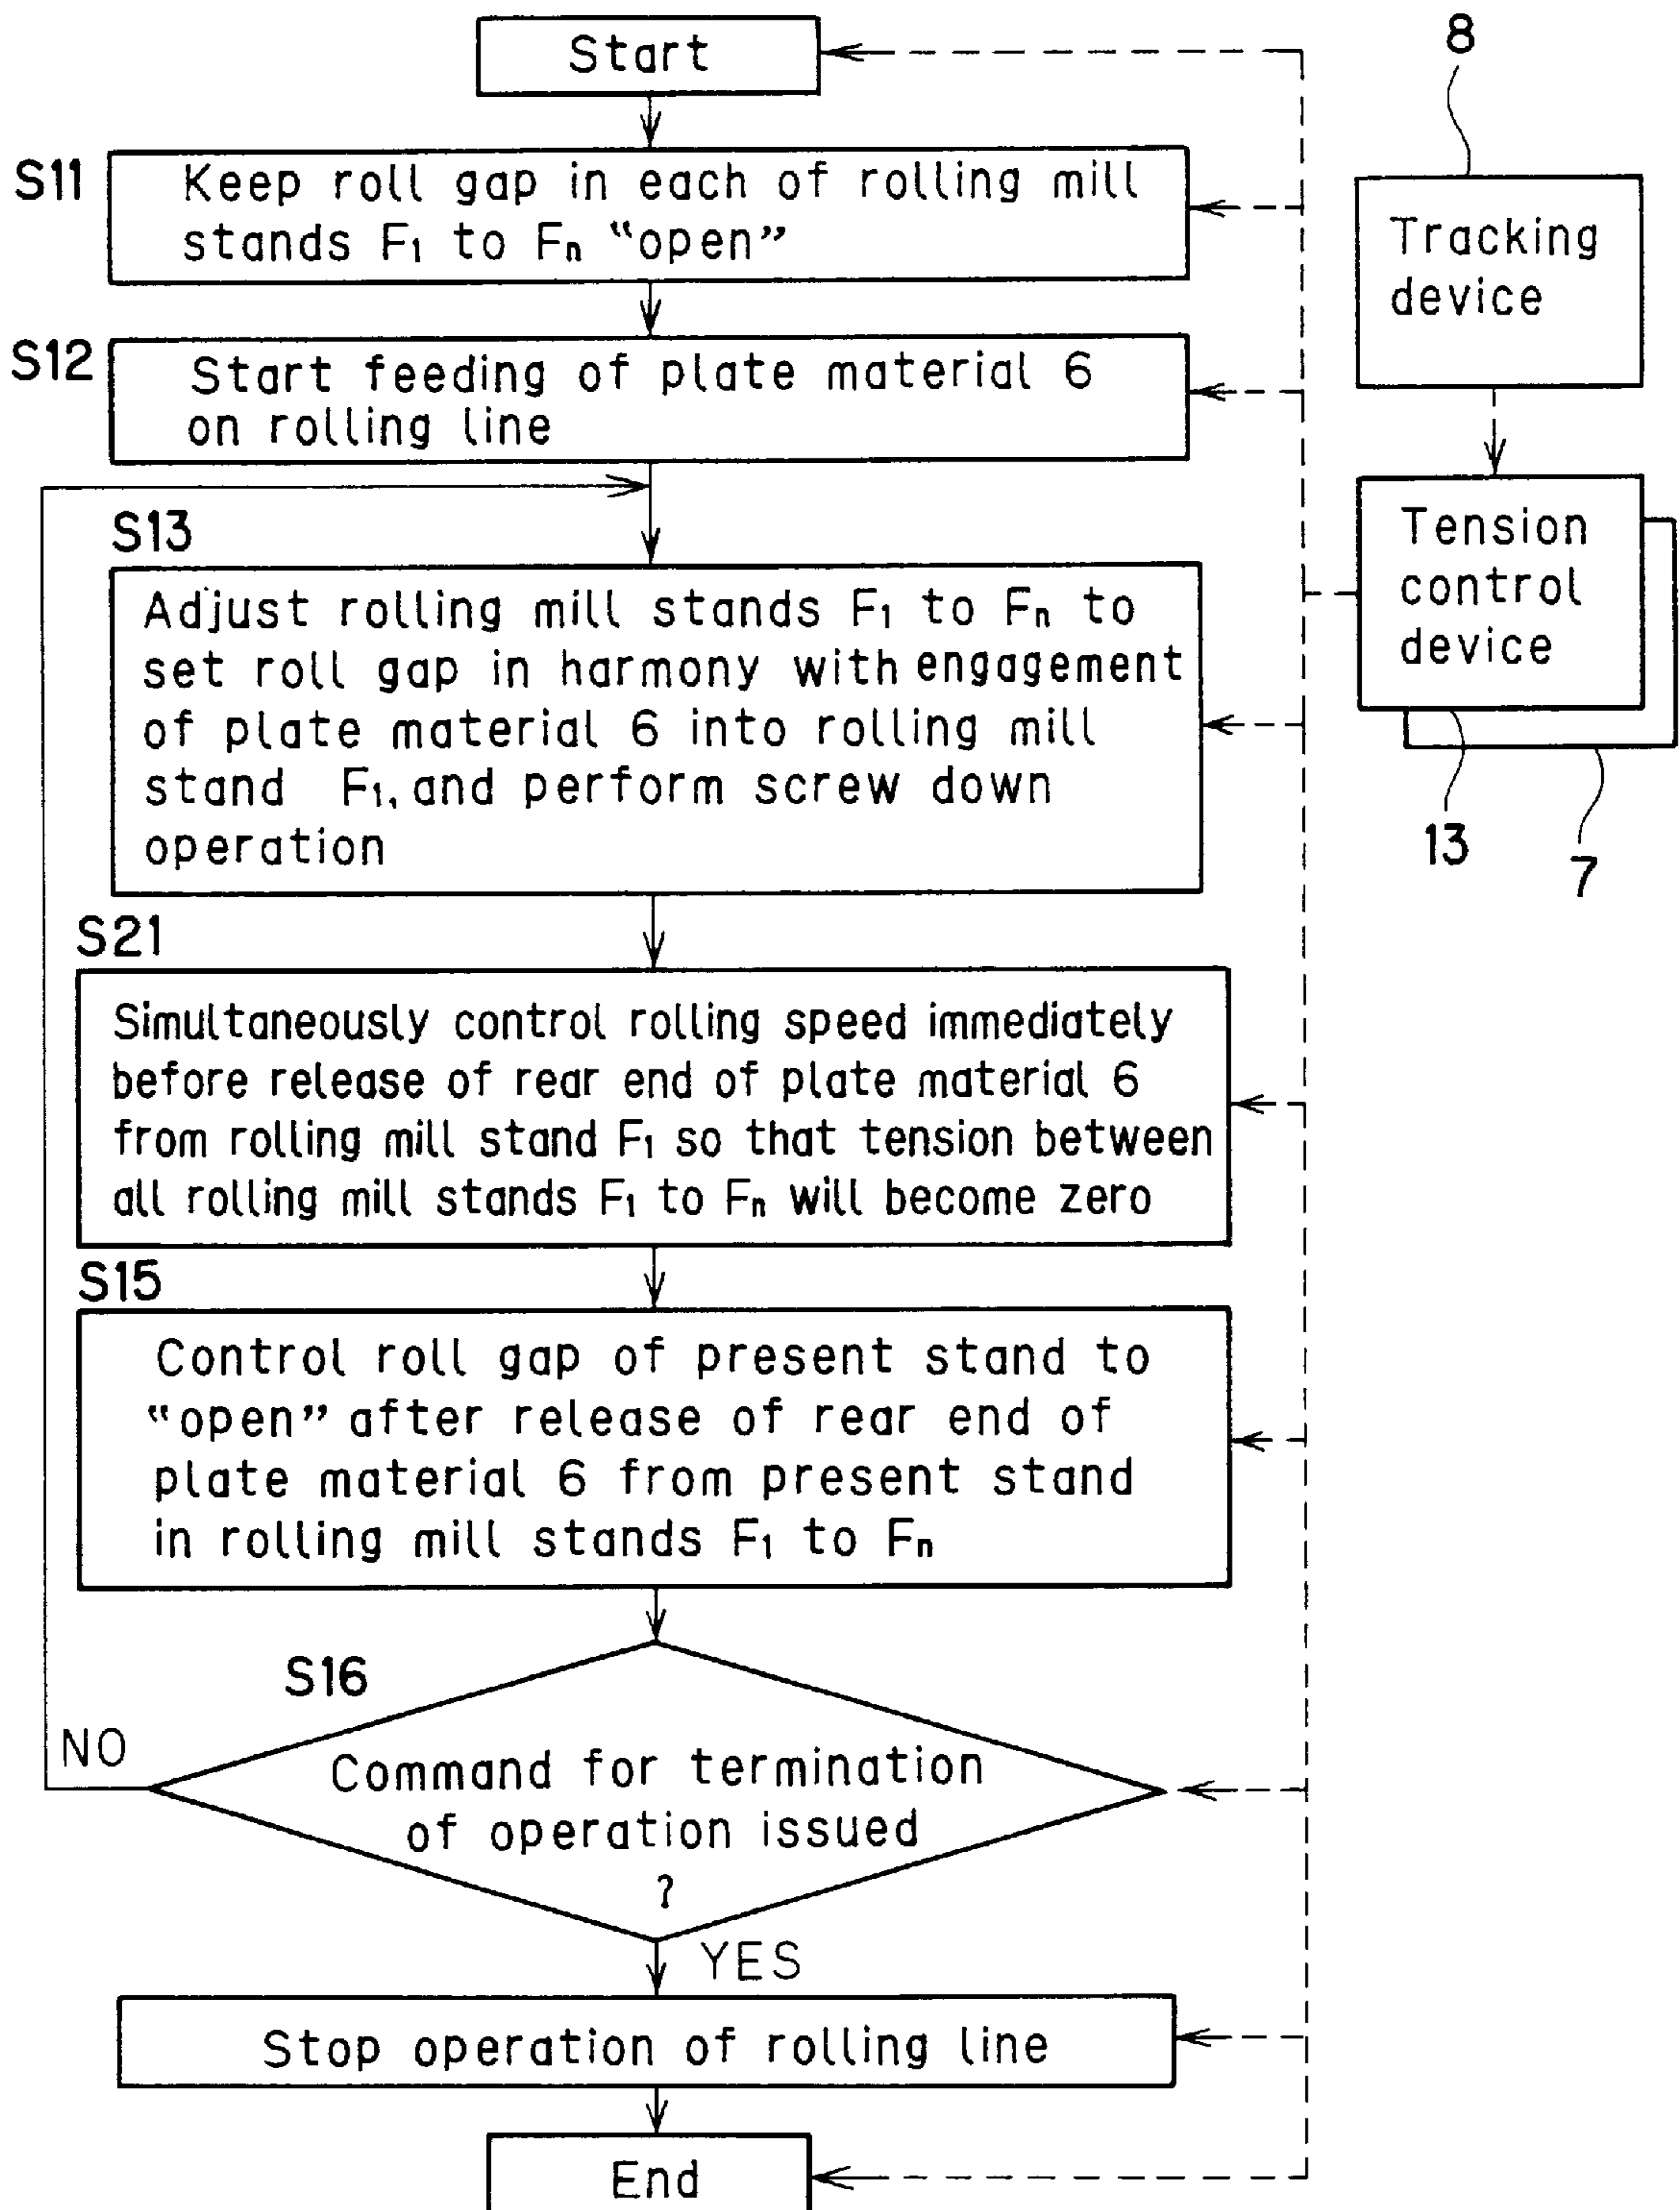 Start
S11
Keep roll gap in each of rolling mill
stands F₁ to Fₙ “open”
S12
Start feeding of plate material 6
on rolling line
S13
Adjust rolling mill stands F₁ to Fₙ to
set roll gap in harmony with engagement
of plate material 6 into rolling mill
stand F₁, and perform screw down
operation
S21
Simultaneously control rolling speed immediately
before release of rear end of plate material 6
from rolling mill stand F₁ so that tension between
all rolling mill stands F₁ to Fₙ will become zero
S15
Control roll gap of present stand to
“open” after release of rear end of
plate material 6 from present stand
in rolling mill stands F₁ to Fₙ
S16
Command for termination
of operation issued
?
NO
YES
Stop operation of rolling line
End
8
Tracking
device
Tension
control
device
13
7